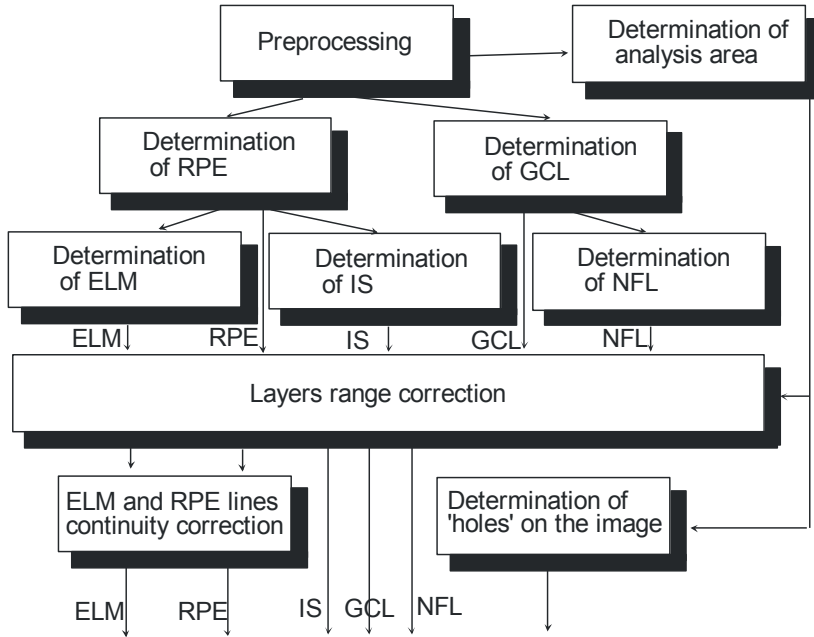 Preprocessing
Determination of
analysis area
Determination
of RPE
Determination
of GCL
Determination
of ELM
Determination
of IS
Determination
of NFL
ELM
RPE
IS
GCL
NFL
Layers range correction
ELM and RPE lines
continuity correction
Determination of
'holes' on the image
ELM
RPE
IS
GCL
NFL